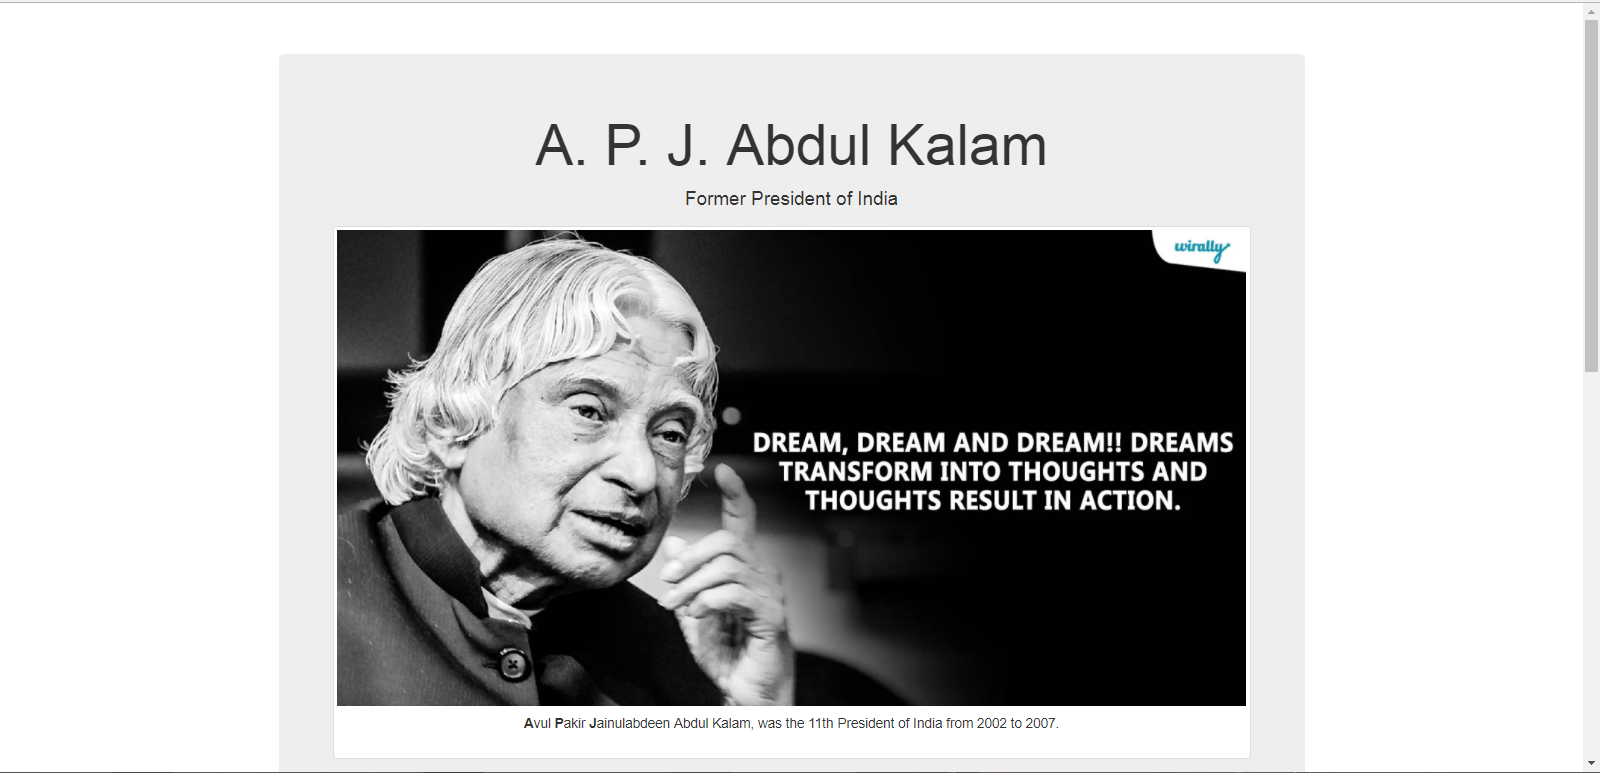 A. P. J. Abdul Kalam
Former President of India
wirally
DREAM, DREAM AND DREAM!! DREAMS
TRANSFORM INTO THOUGHTS AND
THOUGHTS RESULT IN ACTION.
Avul Pakir Jainulabdeen Abdul Kalam, was the 11th President of India from 2002 to 2007.